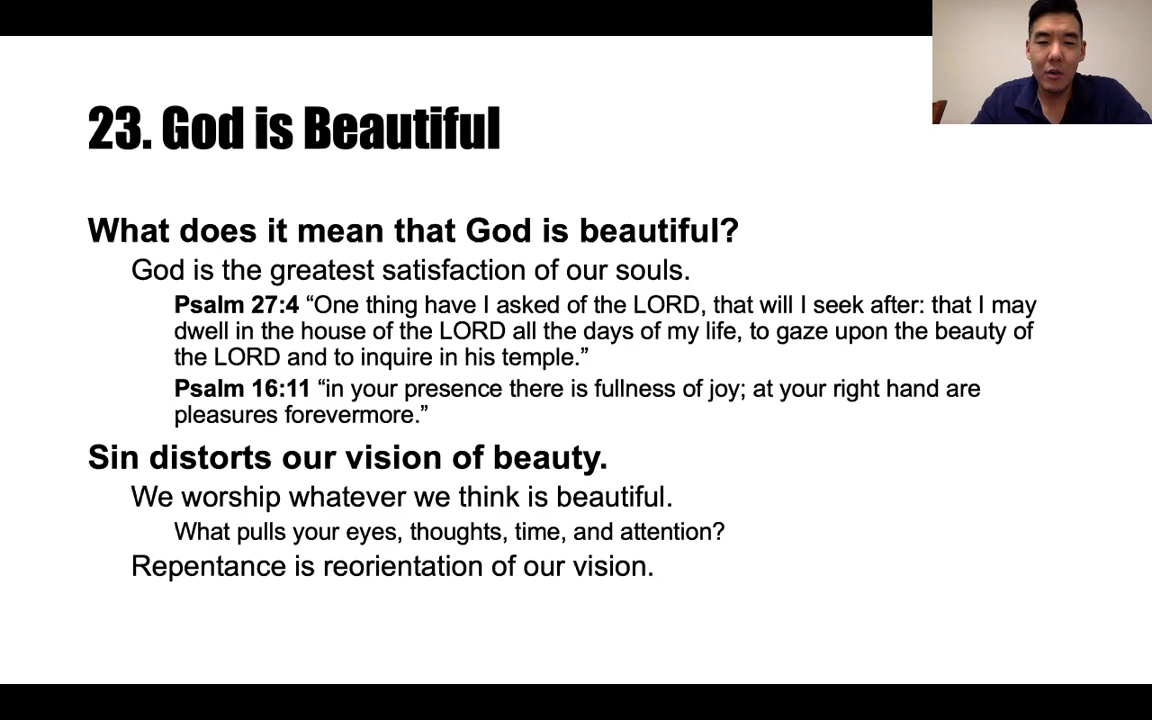 23. God is Beautiful
What does it mean that God is beautiful?
God is the greatest satisfaction of our souls.
Psalm 27:4 “One thing have I asked of the LORD, that will I seek after: that I may
dwell in the house of the LORD all the days of my life, to gaze upon the beauty of
the LORD and to inquire in his temple.”
Psalm 16:11 “in your presence there is fullness of joy; at your right hand are
pleasures forevermore.”
Sin distorts our vision of beauty.
We worship whatever we think is beautiful.
What pulls your eyes, thoughts, time, and attention?
Repentance is reorientation of our vision.